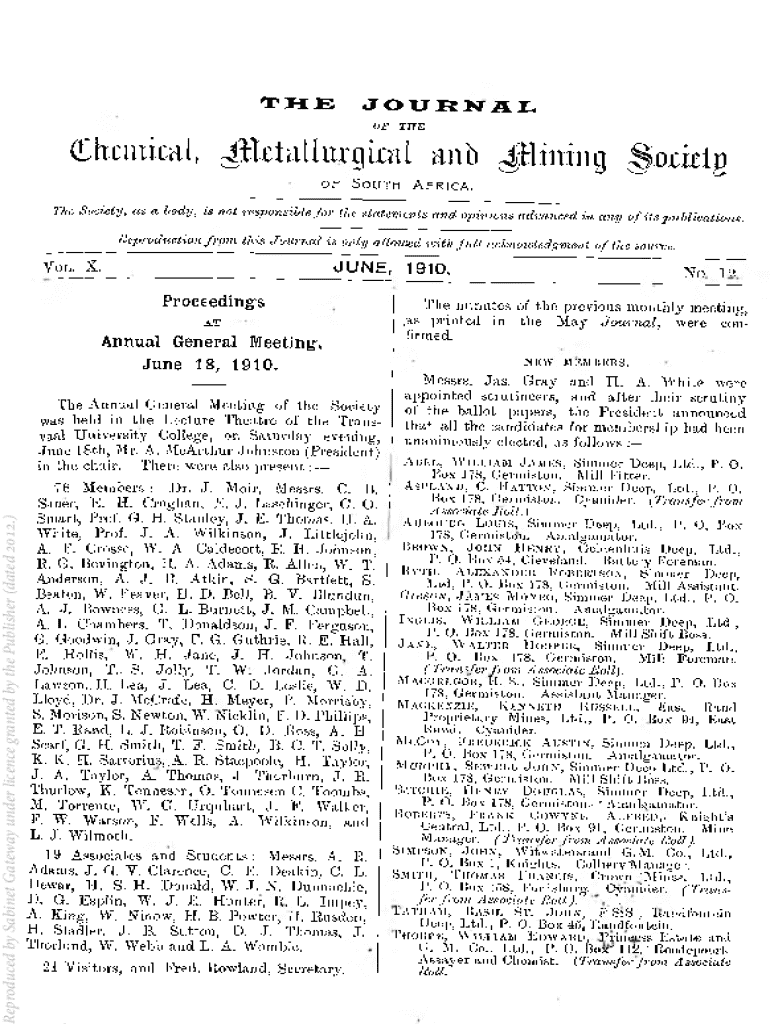 THE JOURNAL
OF THE
Chemical, Metallurgical and Mining Society
OF SOUTH AFRICA.
The Society, as a body, is not responsible for the statements and opinions advanced in any of its publications.
Reproduction from this Journal is only allowed with full acknowledgment of the source.
VOL. X. JUNE, 1910. No. 12.
Proceedings
AT
Annual General Meeting,
June 18, 1910.
The Annual General Meeting of the Society
was held in the Lecture Theatre of the Trans-
vaal University College, on Saturday evening,
June 18th, Mr. A. McArthur Johnston (President)
in the chair. There were also present:—
76 Members: Dr. J. Moir, Messrs. C. B.
Saner, E. H. Croghan, E. J. Laschinger, C. O.
Smart, Prof. G. H. Stanley, J. E. Thomas, H. A.
White, Prof. J. A. Wilkinson, J. Littlejohn,
A. F. Crosse, W. A. Caldecott, E. H. Johnson,
R. G. Bevington, H. A. Adams, R. Allen, W. T.
Anderson, A. J. R. Atkin, S. G. Bartlett, S.
Beaton, W. Beaver, H. D. Bell, B. V. Blundun,
A. J. Bowness, G. L. Burnett, J. M. Campbell,
A. I. Chambers, T. Donaldson, J. F. Ferguson,
G. Goodwin, J. Gray, F. G. Guthrie, R. E. Hall,
E. Hollis, W. H. Jane, J. H. Johnson, T.
Johnson, T. S. Jolly, T. W. Jordan, G. A.
Lawson, H. Lea, J. Lea, C. D. Leslie, W. D.
Lloyd, Dr. J. McCrae, H. Meyer, P. Morrisby,
S. Morison, S. Newton, W. Nicklin, F. D. Phillips,
E. T. Rand, L. J. Robinson, O. D. Ross, A. H.
Scarf, G. H. Smith, T. F. Smith, B. C. T. Solly,
K. K. H. Sartorius, A. R. Stacpoole, H. Taylor,
J. A. Taylor, A. Thomas, J. Thorburn, J. R.
Thurlow, K. Tonnesen, O. Tonnesen, C. Toombs,
M. Torrente, W. C. Urquhart, J. F. Walker,
F. W. Watson, F. Wells, A. Wilkinson, and
L. J. Wilmoth.
19 Associates and Students: Messrs. A. R.
Adams, J. G. V. Clarence, C. E. Deakin, C. L.
Dewar, H. S. H. Donald, W. J. N. Dunnachie,
D. G. Esplin, W. J. R. Hunter, R. L. Impey,
A. King, W. Ninow, H. B. Powter, H. Rusden,
H. Stadler, J. R. Sutton, D. J. Thomas, J.
Thorlund, W. Webb and L. A. Womble.
21 Visitors, and Fred. Rowland, Secretary.
The minutes of the previous monthly meeting,
as printed in the May Journal, were con-
firmed.
NEW MEMBERS.
Messrs. Jas. Gray and H. A. White were
appointed scrutineers, and after their scrutiny
of the ballot papers, the President announced
that all the candidates for membership had been
unanimously elected, as follows:—
ABEL, WILLIAM JAMES, Simmer Deep, Ltd., P. O.
Box 178, Germiston. Mill Fitter.
ASPLAND, C. HATTON, Simmer Deep, Ltd., P. O.
Box 178, Germiston. Cyanider. (Transfer from
Associate Roll.)
LOUIS, Simmer Deep, Ltd., P. O. Box
178, Germiston. Amalgamator.
BROWN, JOHN HENRY, Geldenhuis Deep, Ltd.,
P. O. Box 54, Cleveland. Battery Foreman.
BYTH, ALEXANDER ROBERTSON, Simmer Deep,
Ltd., P. O. Box 178, Germiston. Mill Assistant.
GIBSON, JAMES MOYES, Simmer Deep, Ltd., P. O.
Box 178, Germiston. Amalgamator.
INGLIS, WILLIAM GEORGE, Simmer Deep, Ltd.,
P. O. Box 178, Germiston. Mill Shift Boss.
JANE, WALTER HOOPER, Simmer Deep, Ltd.,
P. O. Box 178, Germiston. Mill Foreman.
(Transfer from Associate Roll).
MACGREGOR, H. S., Simmer Deep, Ltd., P. O. Box
178, Germiston. Assistant Manager.
MACKENZIE, KENNETH RUSSELL, East Rand
Proprietary Mines, Ltd., P. O. Box 94, East
Rand. Cyanider.
McCOY, FREDERICK AUSTIN, Simmer Deep, Ltd.,
P. O. Box 178, Germiston. Amalgamator.
MURPHY, SEWELL JOHN, Simmer Deep Ltd., P. O.
Box 178, Germiston. Mill Shift Boss.
RITCHIE, HENRY DOUGLAS, Simmer Deep, Ltd.,
P. O. Box 178, Germiston. Amalgamator.
ROBERTS, FRANK COWYNE ALFRED, Knight's
Central, Ltd., P. O. Box 91, Germiston. Mine
Manager. (Transfer from Associate Roll).
SIMPSON, JOHN, Witwatersrand G. M. Co., Ltd.,
P. O. Box 1, Knights. Colliery Manager.
SMITH, THOMAS FRANCIS, Crown Mines, Ltd.,
P. O. Box 158, Fordsburg. Cyanider. (Trans-
fer from Associate Roll).
TATHAM, BASIL ST. JOHN, Randfontein
Deep, Ltd., P. O. Box 45, Randfontein.
THORPE, WILLIAM EDWARD, Princess Estate and
G. M. Co., Ltd., P. O. Box 112, Roodepoort.
Assayer and Chemist. (Transfer from Associate
Roll.
Reproduced by Sabinet Gateway under licence granted by the Publisher (dated 2012.)